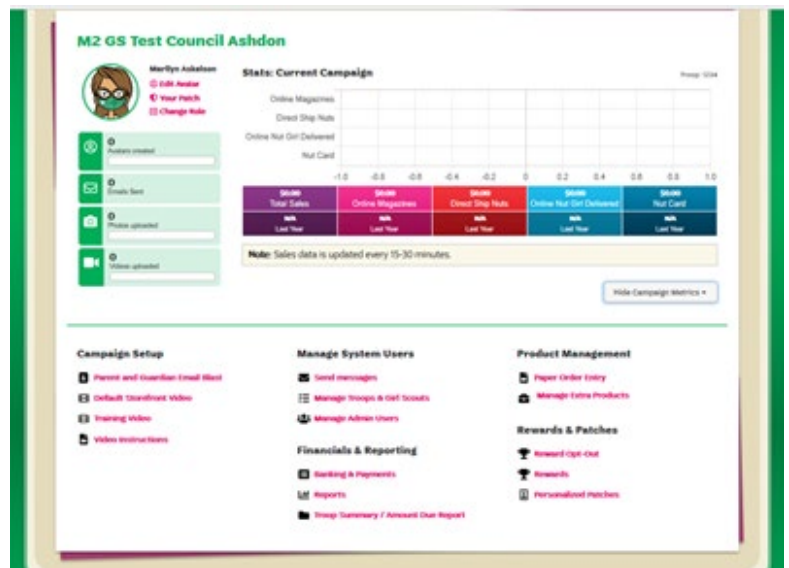 M2 GS Test Council Ashdon
Marilyn Askelson
Edit Avatar
Your Patch
Change Role
0
Avatars created
0
Emails Sent
0
Photos uploaded
0
Videos uploaded
Stats: Current Campaign
Troop: 1234
Online Magazines
Direct Ship Nuts
Online Nut Girl Delivered
Nut Card
-1.0 -0.8 -0.6 -0.4 -0.2 0 0.2 0.4 0.6 0.8 1.0
$0.00 $0.00 $0.00 $0.00 $0.00
Total Sales Online Magazines Direct Ship Nuts Online Nut Girl Delivered Nut Card
N/A N/A N/A N/A N/A
Last Year Last Year Last Year Last Year Last Year
Note: Sales data is updated every 15-30 minutes.
Hide Campaign Metrics
Campaign Setup
Parent and Guardian Email Blast
Default Storefront Video
Training Video
Video Instructions
Manage System Users
Send messages
Manage Troops & Girl Scouts
Manage Admin Users
Financials & Reporting
Banking & Payments
Reports
Troop Summary / Amount Due Report
Product Management
Paper Order Entry
Manage Extra Products
Rewards & Patches
Reward Opt-Out
Rewards
Personalized Patches